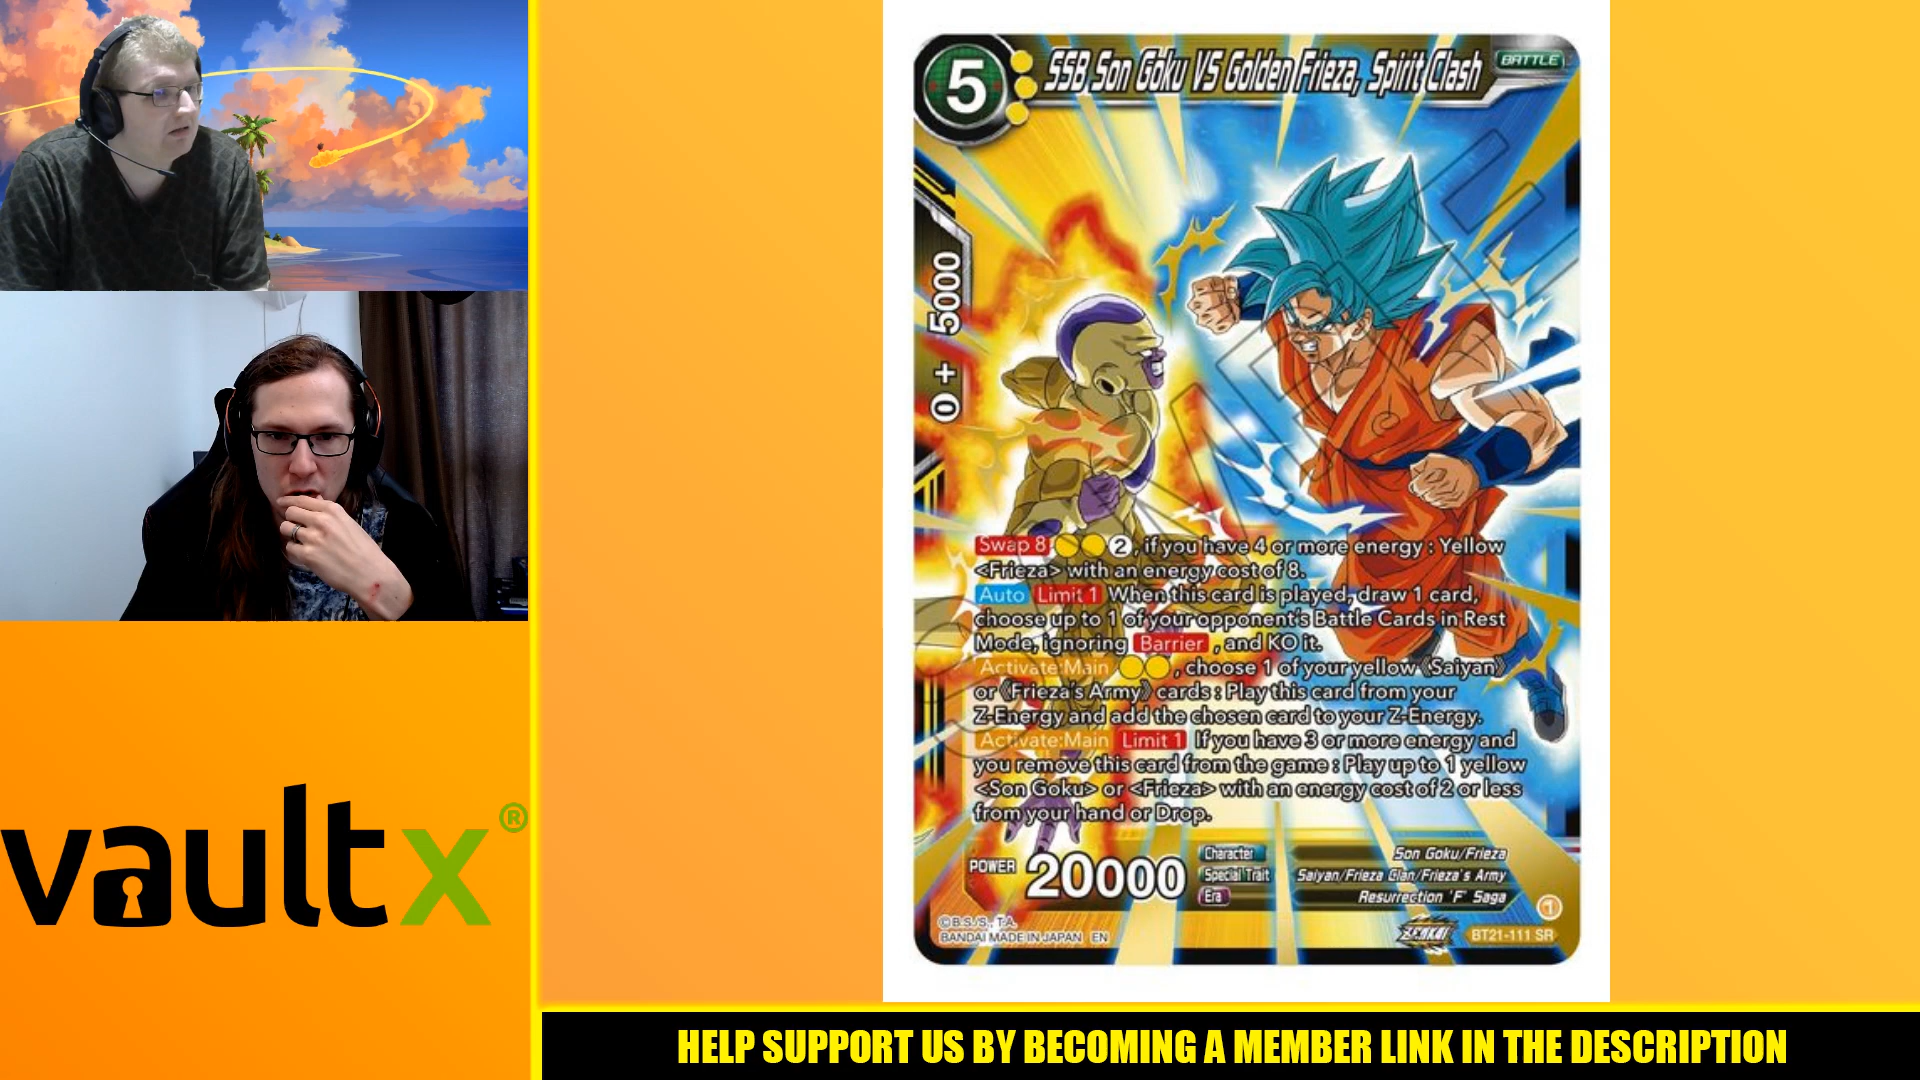 5
SSB Son Goku VS Golden Frieza, Spirit Clash
BATTLE
0 + 5000
Swap 8 2, if you have 4 or more energy : Yellow
<Frieza> with an energy cost of 8.
Auto Limit 1 When this card is played, draw 1 card,
choose up to 1 of your opponent's Battle Cards in Rest
Mode, ignoring Barrier, and KO it.
Activate:Main , choose 1 of your yellow 《Saiyan》
or 《Frieza's Army》 cards : Play this card from your
Z-Energy and add the chosen card to your Z-Energy.
Activate:Main Limit 1 If you have 3 or more energy and
you remove this card from the game : Play up to 1 yellow
<Son Goku> or <Frieza> with an energy cost of 2 or less
from your hand or Drop.
POWER 20000
Character Son Goku/Frieza
Special Trait Saiyan/Frieza Clan/Frieza's Army
Era Resurrection 'F' Saga
1
©B.S./S., T.A.
BANDAI MADE IN JAPAN EN
ZENKAI
BT21-111 SR
vaultx®
HELP SUPPORT US BY BECOMING A MEMBER LINK IN THE DESCRIPTION